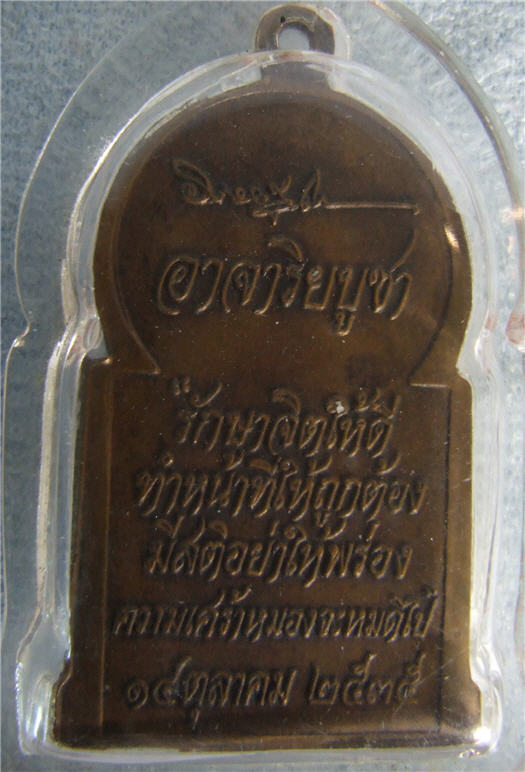 อาจาริยบูชา
รักษาจิตให้ดี
ทำหน้าที่ให้ถูกต้อง
มีสติอย่าให้พร่อง
ความเศร้าหมองจะหมดไป
๑๔ ตุลาคม ๒๕๓๕